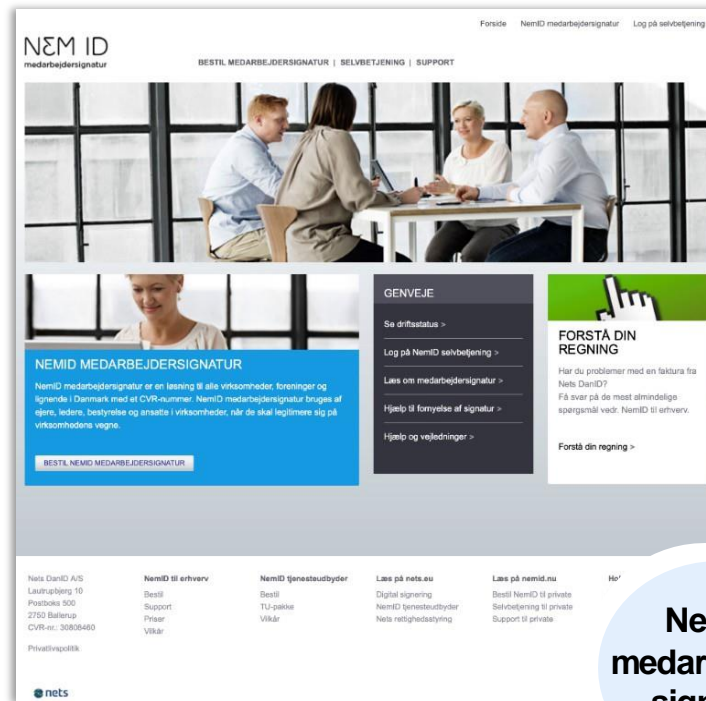 Forside NemID medarbejdersignatur Log på selvbetjening
NEM ID
medarbejdersignatur
BESTIL MEDARBEJDERSIGNATUR | SELVBETJENING | SUPPORT
NEMID MEDARBEJDERSIGNATUR
NemID medarbejdersignatur er en løsning til alle virksomheder, foreninger og
lignende i Danmark med et CVR-nummer. NemID medarbejdersignatur bruges af
ejere, ledere, bestyrelse og ansatte i virksomheder, når de skal legitimere sig på
virksomhedens vegne.
BESTIL NEMID MEDARBEJDERSIGNATUR
GENVEJE
Se driftsstatus >
Log på NemID selvbetjening >
Læs om medarbejdersignatur >
Hjælp til fornyelse af signatur >
Hjælp og vejledninger >
FORSTÅ DIN
REGNING
Har du problemer med en faktura fra
Nets DanID?
Få svar på de mest almindelige
spørgsmål vedr. NemID til erhverv.
Forstå din regning >
Nets DanID A/S
Lautrupbjerg 10
Postboks 500
2750 Ballerup
CVR-nr.: 30808460
Privatlivspolitik
NemID til erhverv
Bestil
Support
Priser
Vilkår
NemID tjenesteudbyder
Bestil
TU-pakke
Vilkår
Læs på nets.eu
Digital signering
NemID tjenesteudbyder
Nets rettighedsstyring
Læs på nemid.nu
Bestil NemID til private
Selvbetjening til private
Support til private
nets